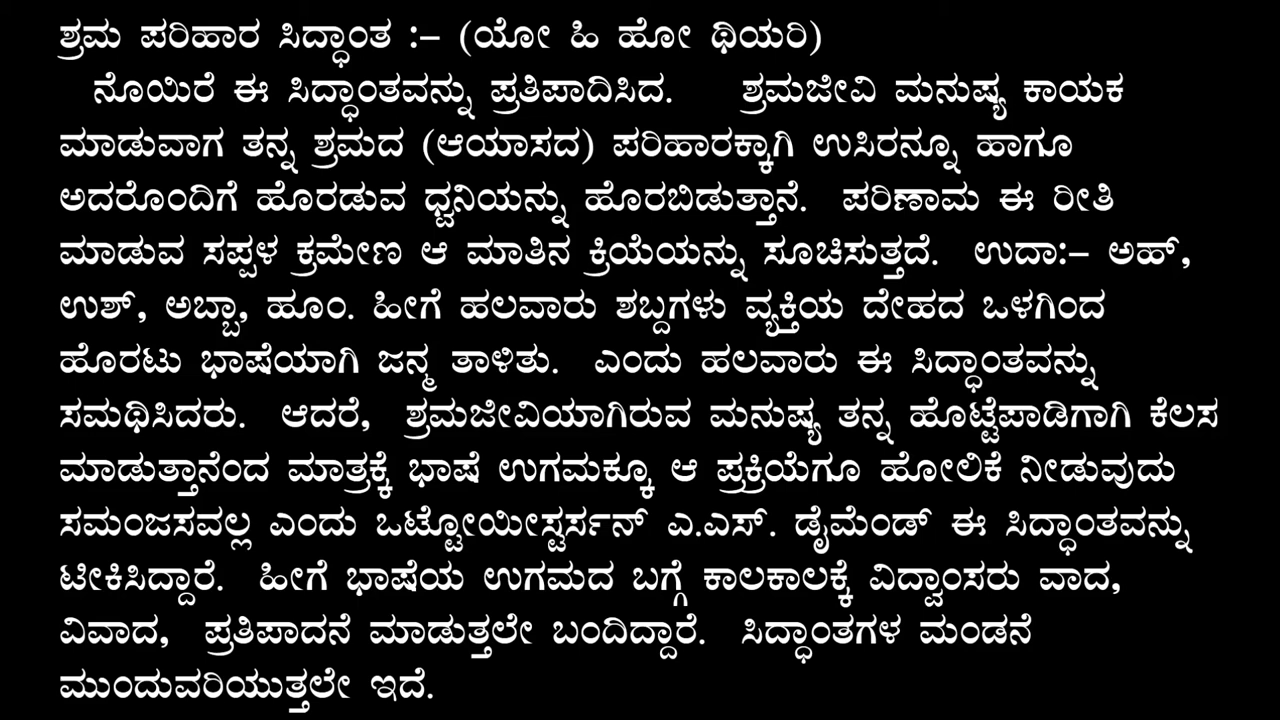 ಶ್ರಮ ಪರಿಹಾರ ಸಿದ್ಧಾಂತ :– (ಯೋ ಹಿ ಹೋ ಥಿಯರಿ)
ನೊಯಿರೆ ಈ ಸಿದ್ಧಾಂತವನ್ನು ಪ್ರತಿಪಾದಿಸಿದ. ಶ್ರಮಜೀವಿ ಮನುಷ್ಯ ಕಾಯಕ
ಮಾಡುವಾಗ ತನ್ನ ಶ್ರಮದ (ಆಯಾಸದ) ಪರಿಹಾರಕ್ಕಾಗಿ ಉಸಿರನ್ನೂ ಹಾಗೂ
ಅದರೊಂದಿಗೆ ಹೊರಡುವ ಧ್ವನಿಯನ್ನು ಹೊರಬಿಡುತ್ತಾನೆ. ಪರಿಣಾಮ ಈ ರೀತಿ
ಮಾಡುವ ಸಪ್ಪಳ ಕ್ರಮೇಣ ಆ ಮಾತಿನ ಕ್ರಿಯೆಯನ್ನು ಸೂಚಿಸುತ್ತದೆ. ಉದಾ:– ಅಹ್,
ಉಶ್, ಅಬ್ಬಾ, ಹೂಂ. ಹೀಗೆ ಹಲವಾರು ಶಬ್ದಗಳು ವ್ಯಕ್ತಿಯ ದೇಹದ ಒಳಗಿಂದ
ಹೊರಟು ಭಾಷೆಯಾಗಿ ಜನ್ಮ ತಾಳಿತು. ಎಂದು ಹಲವಾರು ಈ ಸಿದ್ಧಾಂತವನ್ನು
ಸಮಥಿಸಿದರು. ಆದರೆ, ಶ್ರಮಜೀವಿಯಾಗಿರುವ ಮನುಷ್ಯ ತನ್ನ ಹೊಟ್ಟೆಪಾಡಿಗಾಗಿ ಕೆಲಸ
ಮಾಡುತ್ತಾನೆಂದ ಮಾತ್ರಕ್ಕೆ ಭಾಷೆ ಉಗಮಕ್ಕೂ ಆ ಪ್ರಕ್ರಿಯೆಗೂ ಹೋಲಿಕೆ ನೀಡುವುದು
ಸಮಂಜಸವಲ್ಲ ಎಂದು ಒಟ್ಟೋಯೀಸ್ಟರ್ಸನ್ ಎ.ಎಸ್. ಡೈಮೆಂಡ್ ಈ ಸಿದ್ಧಾಂತವನ್ನು
ಟೀಕಿಸಿದ್ದಾರೆ. ಹೀಗೆ ಭಾಷೆಯ ಉಗಮದ ಬಗ್ಗೆ ಕಾಲಕಾಲಕ್ಕೆ ವಿದ್ವಾಂಸರು ವಾದ,
ವಿವಾದ, ಪ್ರತಿಪಾದನೆ ಮಾಡುತ್ತಲೇ ಬಂದಿದ್ದಾರೆ. ಸಿದ್ಧಾಂತಗಳ ಮಂಡನೆ
ಮುಂದುವರಿಯುತ್ತಲೇ ಇದೆ.